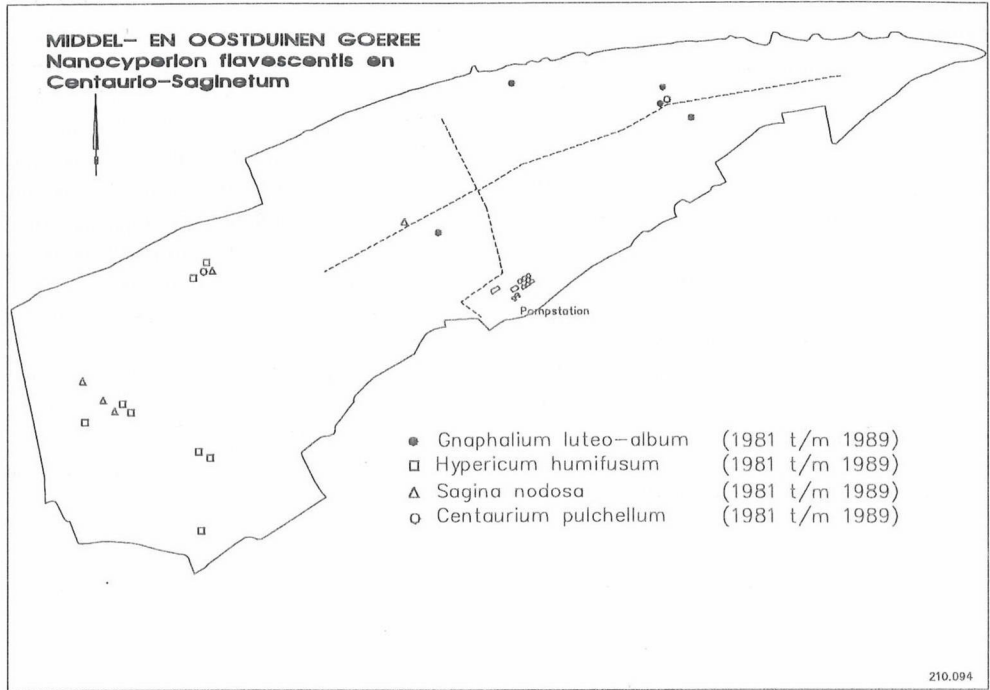 MIDDEL- EN OOSTDUINEN GOEREE
Nanocyperion flavescentis en
Centaurio-Saginetum
Pompstation
Gnaphalium luteo-album (1981 t/m 1989)
Hypericum humifusum (1981 t/m 1989)
Sagina nodosa (1981 t/m 1989)
Centaurium pulchellum (1981 t/m 1989)
210.094